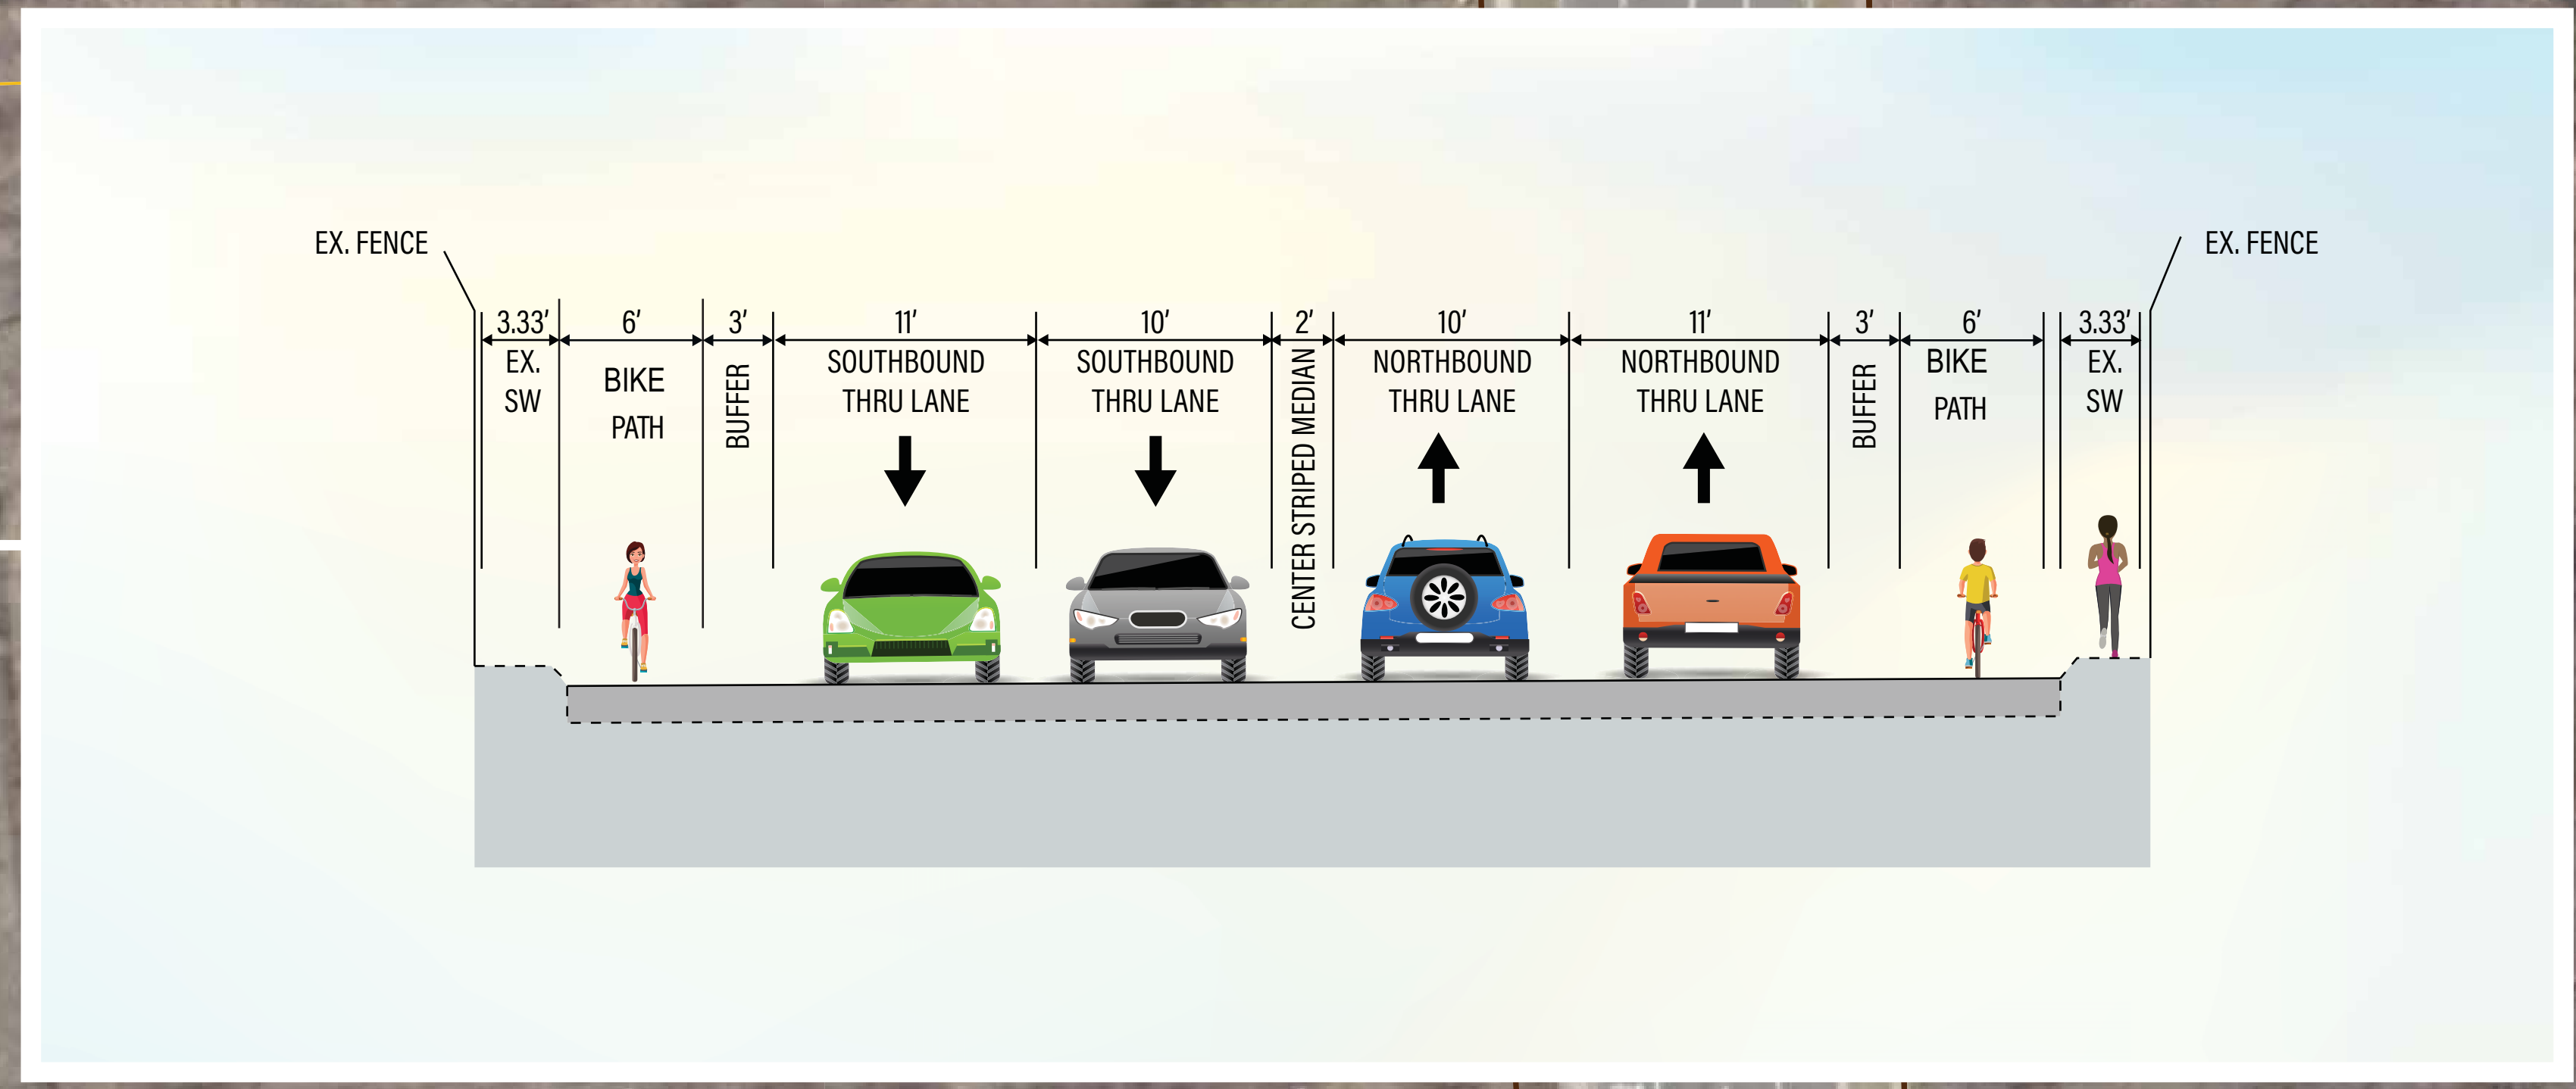 EX. FENCE
EX. FENCE
3.33’
6’
3’
11’
10’
2’
10’
11’
3’
6’
3.33’
EX.
SW
BIKE
PATH
BUFFER
SOUTHBOUND
THRU LANE
SOUTHBOUND
THRU LANE
CENTER STRIPED MEDIAN
NORTHBOUND
THRU LANE
NORTHBOUND
THRU LANE
BUFFER
BIKE
PATH
EX.
SW